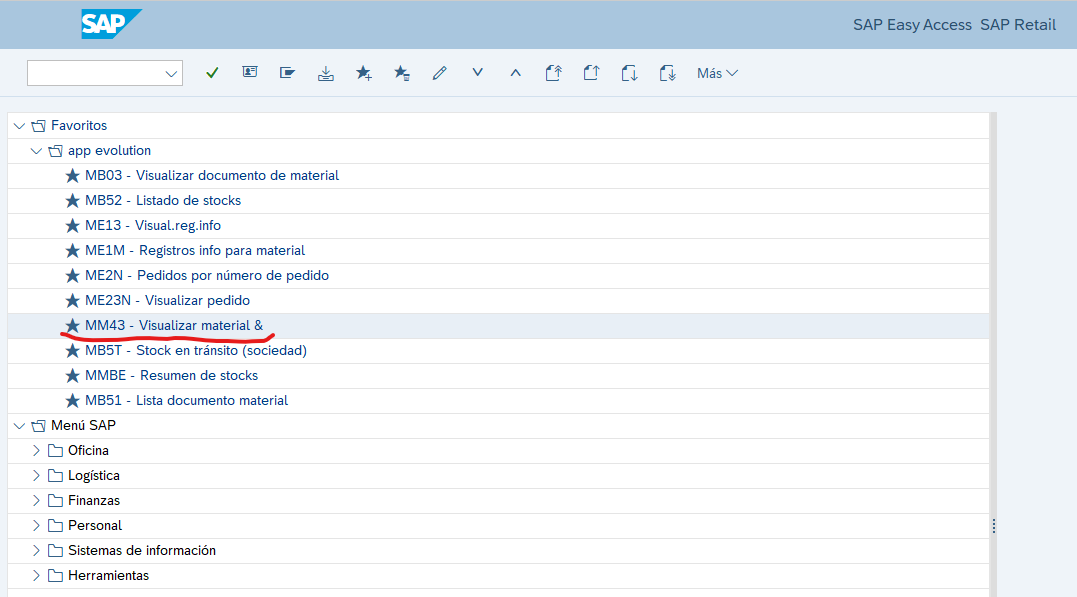 SAP
SAP Easy Access SAP Retail
Más
Favoritos
app evolution
MB03 - Visualizar documento de material
MB52 - Listado de stocks
ME13 - Visual.reg.info
ME1M - Registros info para material
ME2N - Pedidos por número de pedido
ME23N - Visualizar pedido
MM43 - Visualizar material &
MB5T - Stock en tránsito (sociedad)
MMBE - Resumen de stocks
MB51 - Lista documento material
Menú SAP
Oficina
Logística
Finanzas
Personal
Sistemas de información
Herramientas